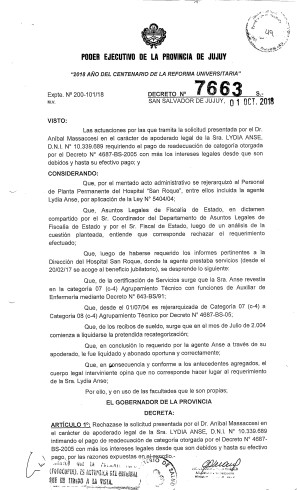 49
PODER EJECUTIVO DE LA PROVINCIA DE JUJUY
"2018 AÑO DEL CENTENARIO DE LA REFORMA UNIVERSITARIA"
Expte. Nº 200-101/18
DECRETO Nº 7663 S.-
SAN SALVADOR DE JUJUY, 01 OCT. 2018
VISTO:
Las actuaciones por las que tramita la solicitud presentada por el Dr.
Aníbal Massaccesi en el carácter de apoderado legal de la Sra. LYDIA ANSE,
D.N.I. Nº 10.339.689 requiriendo el pago de readecuación de categoría otorgada
por el Decreto Nº 4687-BS-2005 con más los intereses legales desde que son
debidos y hasta su efectivo pago; y
CONSIDERANDO:
Que, por el mentado acto administrativo se rejerarquizó al Personal
de Planta Permanente del Hospital "San Roque", entre ellos incluida la agente
Lydia Anse, por aplicación de la Ley Nº 5404/04;
Que, Asuntos Legales de Fiscalía de Estado, en dictamen
compartido por el Sr. Coordinador del Departamento de Asuntos Legales de
Fiscalía de Estado y por el Sr. Fiscal de Estado, luego de un análisis de la
cuestión planteada, entiende que corresponde rechazar el requerimiento
efectuado;
Que, luego de haberse requerido los informes pertinentes a la
Dirección del Hospital San Roque, donde la agente prestaba servicios (desde el
20/02/17 se acoge al beneficio jubilatorio), se desprende lo siguiente:
Que, de la certificación de Servicios surge que la Sra. Anse revestía
en la categoría 07 (c-4) Agrupamiento Técnico con funciones de Auxiliar de
Enfermería mediante Decreto Nº 643-BS/91;
Que, desde el 01/07/04 es rejerarquizada de Categoría 07 (c-4) a
Categoría 08 (c-4) Agrupamiento Técnico por Decreto Nº 4687-BS-05;
Que, de los recibos de sueldo, surge que en el mes de Julio de 2.004
comienza a liquidarse la pretendida recategorización;
Que, en conclusión lo requerido por la agente Anse a través de su
apoderado, le fue liquidado y abonado oportuna y correctamente;
Que, en consecuencia y conforme a los antecedentes agregados, el
cuerpo legal interviniente opina que no corresponde hacer lugar al requerimiento
de la Sra. Lydia Anse;
Por ello, y en uso de las facultades que le son propias;
EL GOBERNADOR DE LA PROVINCIA
DECRETA:
ARTÍCULO 1º: Rechazase la solicitud presentada por el Dr. Aníbal Massaccesi
en el carácter de apoderado legal de la Sra. LYDIA ANSE, D.N.I. Nº 10.339.689
intimando el pago de readecuación de categoría otorgada por el Decreto Nº 4687-
BS-2005 con más los intereses legales desde que son debidos y hasta su efectivo
pago, por las razones expuestas en el exordio.-
QUE LA PRESENTE
FOTOCOPIA, ES AUTENTICA DEL ORIGINAL
QUE HE TENIDO A LA VISTA.